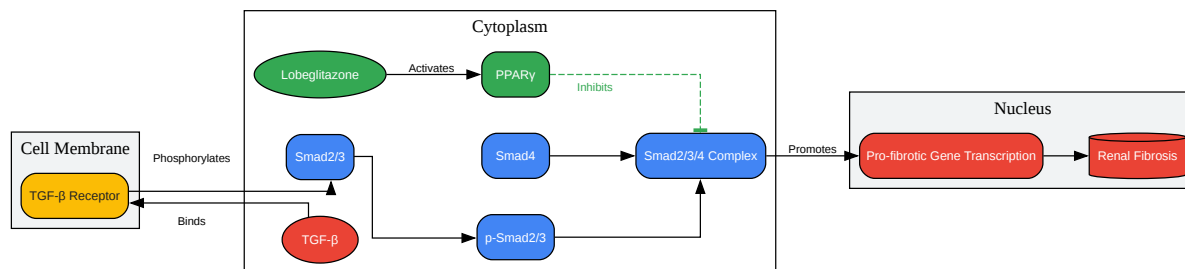 Cytoplasm
Lobeglitazone
Activates
PPARγ
Inhibits
Nucleus
Cell Membrane
Phosphorylates
Smad2/3
Smad4
Smad2/3/4 Complex
Promotes
Pro-fibrotic Gene Transcription
Renal Fibrosis
TGF-β Receptor
Binds
TGF-β
p-Smad2/3